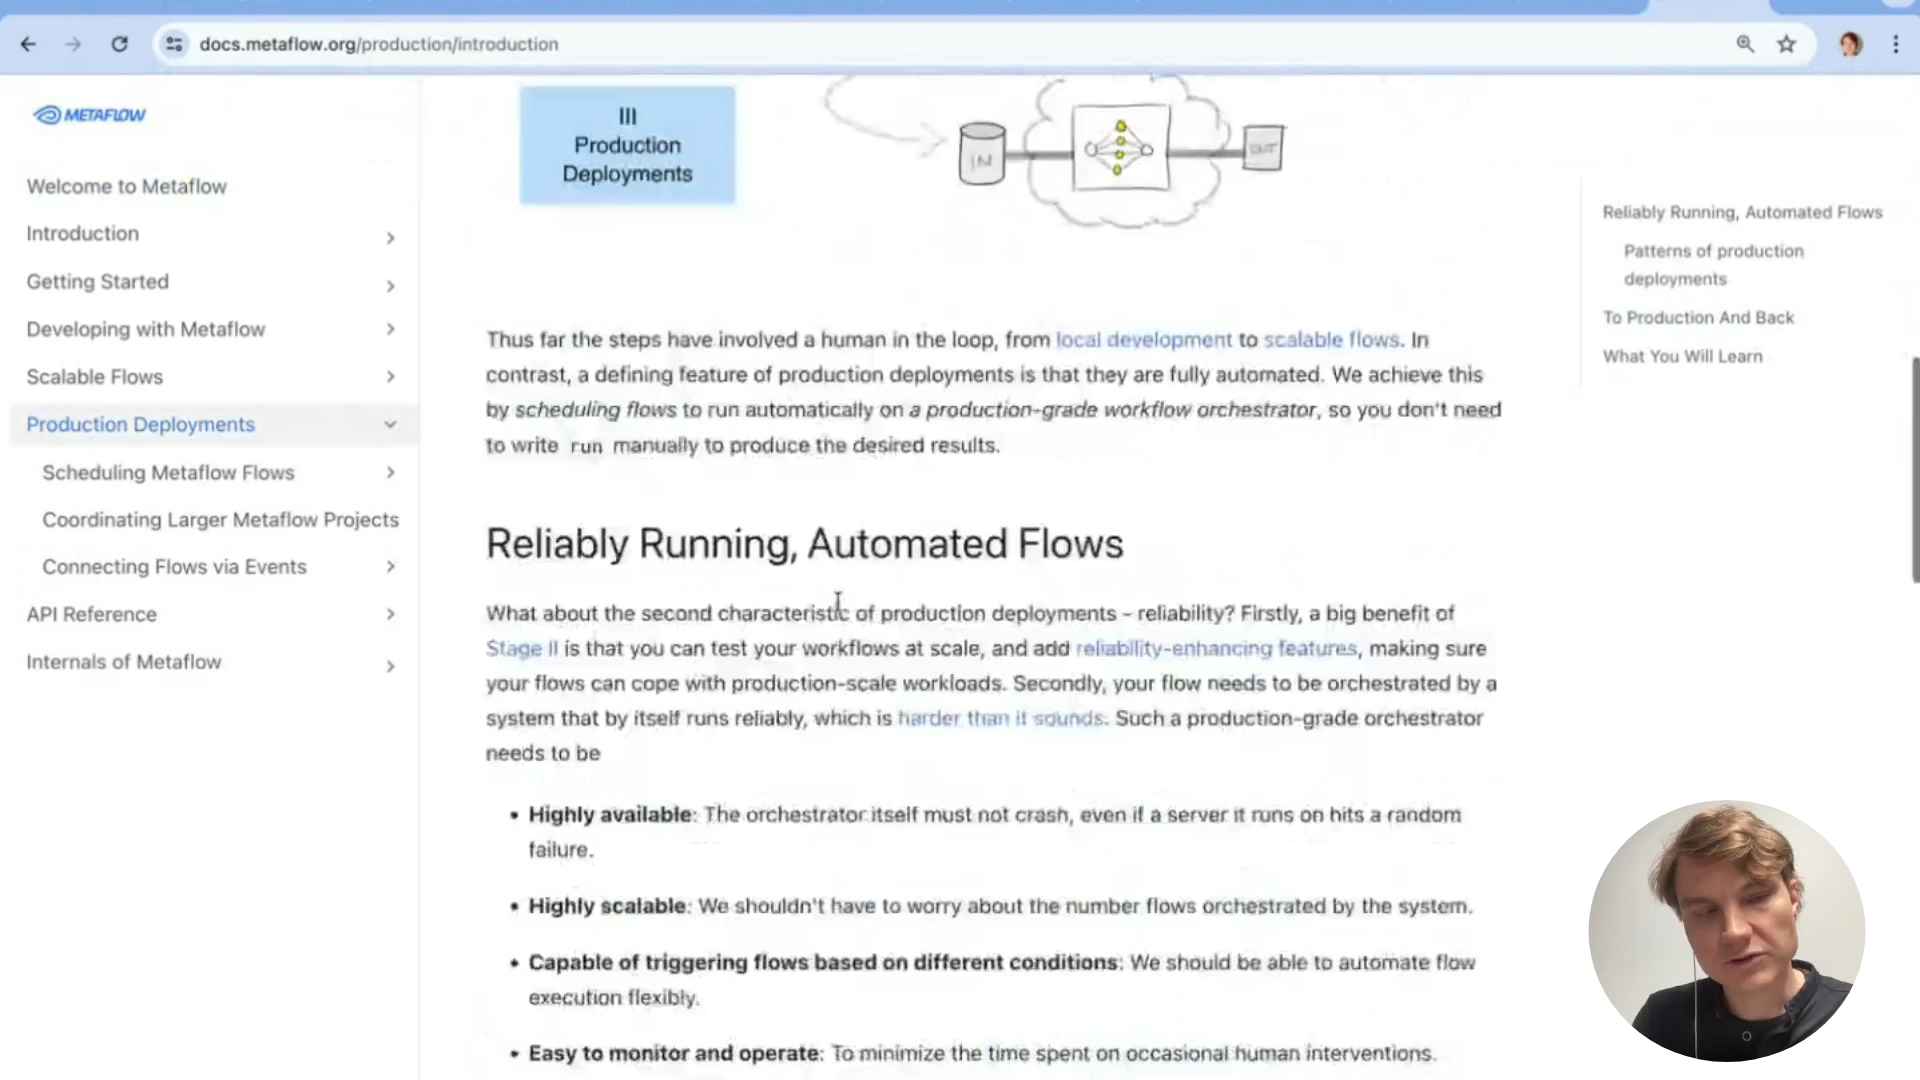 docs.metaflow.org/production/introduction
METAFLOW
Welcome to Metaflow
Introduction
Getting Started
Developing with Metaflow
Scalable Flows
Production Deployments
Scheduling Metaflow Flows
Coordinating Larger Metaflow Projects
Connecting Flows via Events
API Reference
Internals of Metaflow
III
Production
Deployments
IN
OUT
Thus far the steps have involved a human in the loop, from local development to scalable flows. In
contrast, a defining feature of production deployments is that they are fully automated. We achieve this
by scheduling flows to run automatically on a production-grade workflow orchestrator, so you don't need
to write run manually to produce the desired results.
Reliably Running, Automated Flows
What about the second characteristic of production deployments - reliability? Firstly, a big benefit of
Stage II is that you can test your workflows at scale, and add reliability-enhancing features, making sure
your flows can cope with production-scale workloads. Secondly, your flow needs to be orchestrated by a
system that by itself runs reliably, which is harder than it sounds. Such a production-grade orchestrator
needs to be
• Highly available: The orchestrator itself must not crash, even if a server it runs on hits a random
failure.
• Highly scalable: We shouldn't have to worry about the number flows orchestrated by the system.
• Capable of triggering flows based on different conditions: We should be able to automate flow
execution flexibly.
• Easy to monitor and operate: To minimize the time spent on occasional human interventions.
Reliably Running, Automated Flows
Patterns of production
deployments
To Production And Back
What You Will Learn